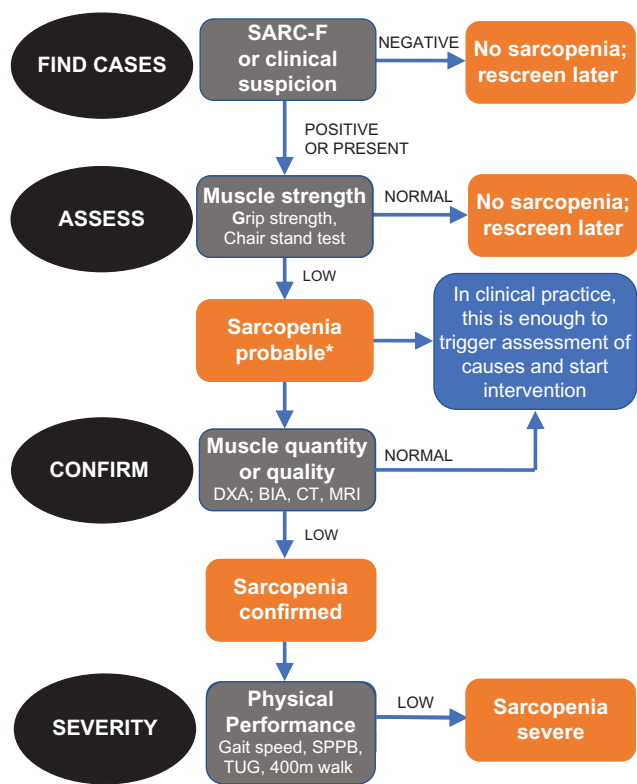 FIND CASES
SARC-F
or clinical
suspicion
NEGATIVE
No sarcopenia;
rescreen later
POSITIVE
OR PRESENT
ASSESS
Muscle strength
Grip strength,
Chair stand test
NORMAL
No sarcopenia;
rescreen later
LOW
Sarcopenia
probable*
In clinical practice,
this is enough to
trigger assessment of
causes and start
intervention
CONFIRM
Muscle quantity
or quality
DXA; BIA, CT, MRI
NORMAL
LOW
Sarcopenia
confirmed
SEVERITY
Physical
Performance
Gait speed, SPPB,
TUG, 400m walk
LOW
Sarcopenia
severe